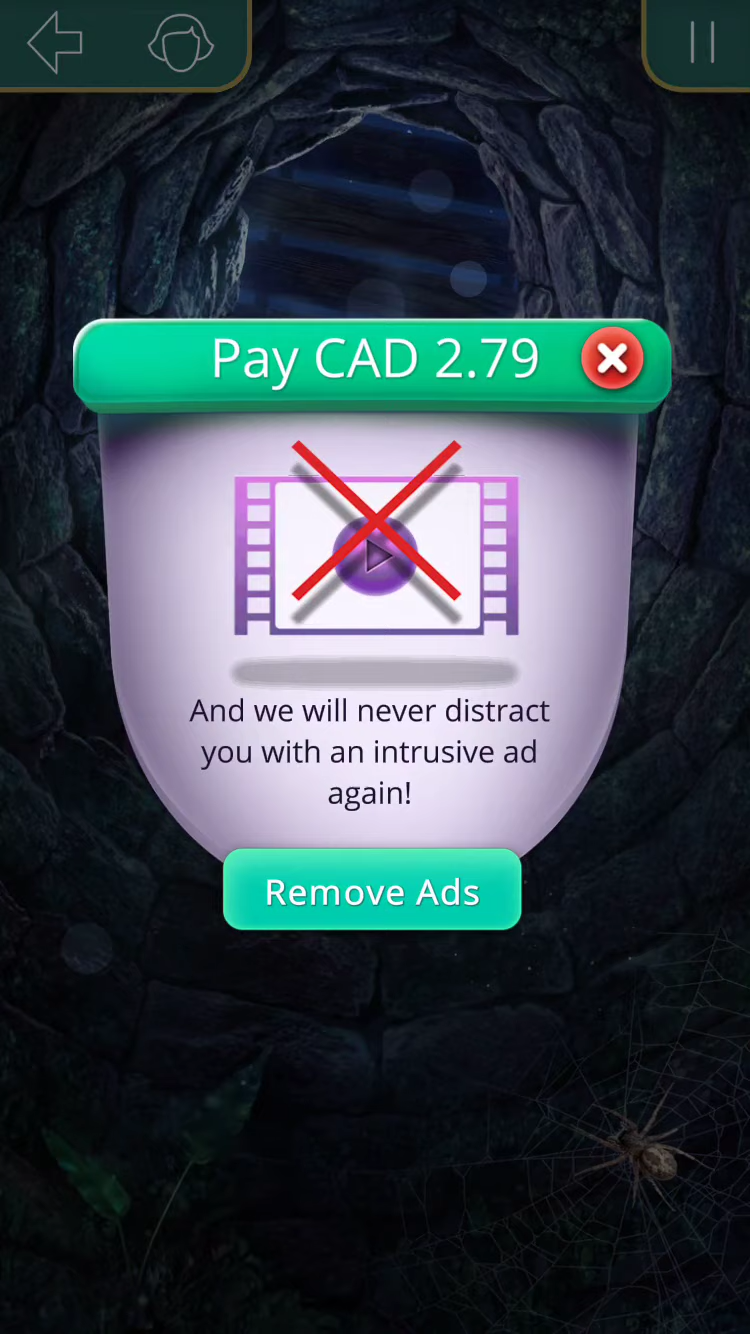 Pay CAD 2.79
And we will never distract
you with an intrusive ad
again!
Remove Ads